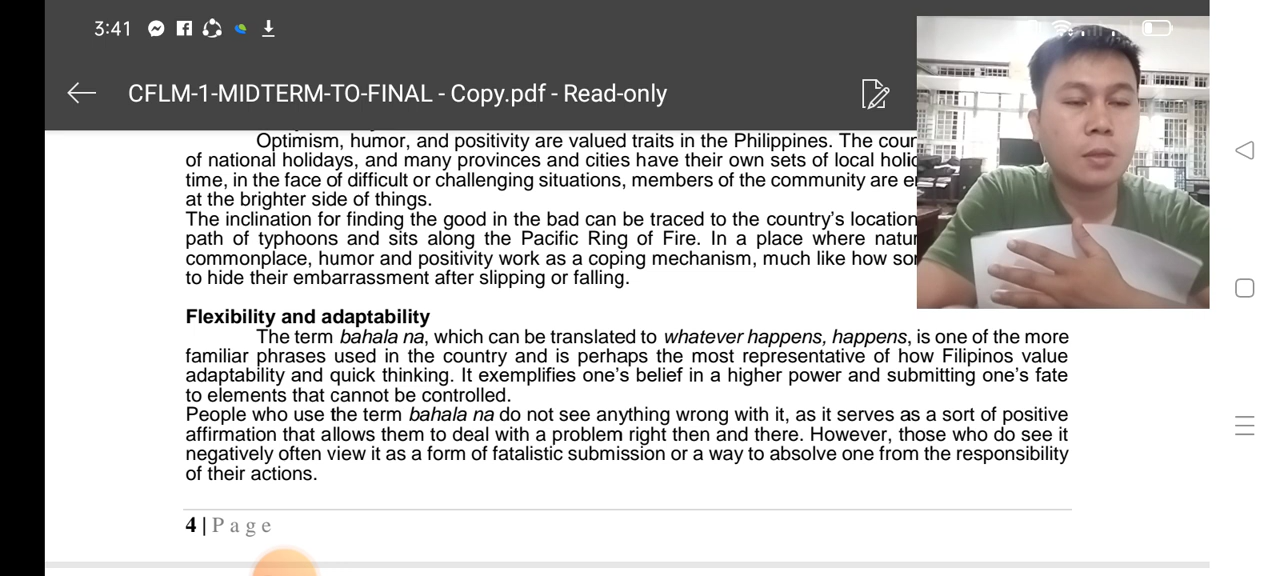 3:41
CFLM-1-MIDTERM-TO-FINAL - Copy.pdf - Read-only
Optimism, humor, and positivity are valued traits in the Philippines. The
of national holidays, and many provinces and cities have their own sets of local
time, in the face of difficult or challenging situations, members of the community are
at the brighter side of things.
The inclination for finding the good in the bad can be traced to the country's location
path of typhoons and sits along the Pacific Ring of Fire. In a place where
commonplace, humor and positivity work as a coping mechanism, much like how
to hide their embarrassment after slipping or falling.
Flexibility and adaptability
The term bahala na, which can be translated to whatever happens, happens, is one of the more
familiar phrases used in the country and is perhaps the most representative of how Filipinos value
adaptability and quick thinking. It exemplifies one's belief in a higher power and submitting one's fate
to elements that cannot be controlled.
People who use the term bahala na do not see anything wrong with it, as it serves as a sort of positive
affirmation that allows them to deal with a problem right then and there. However, those who do see it
negatively often view it as a form of fatalistic submission or a way to absolve one from the responsibility
of their actions.
4 | P a g e